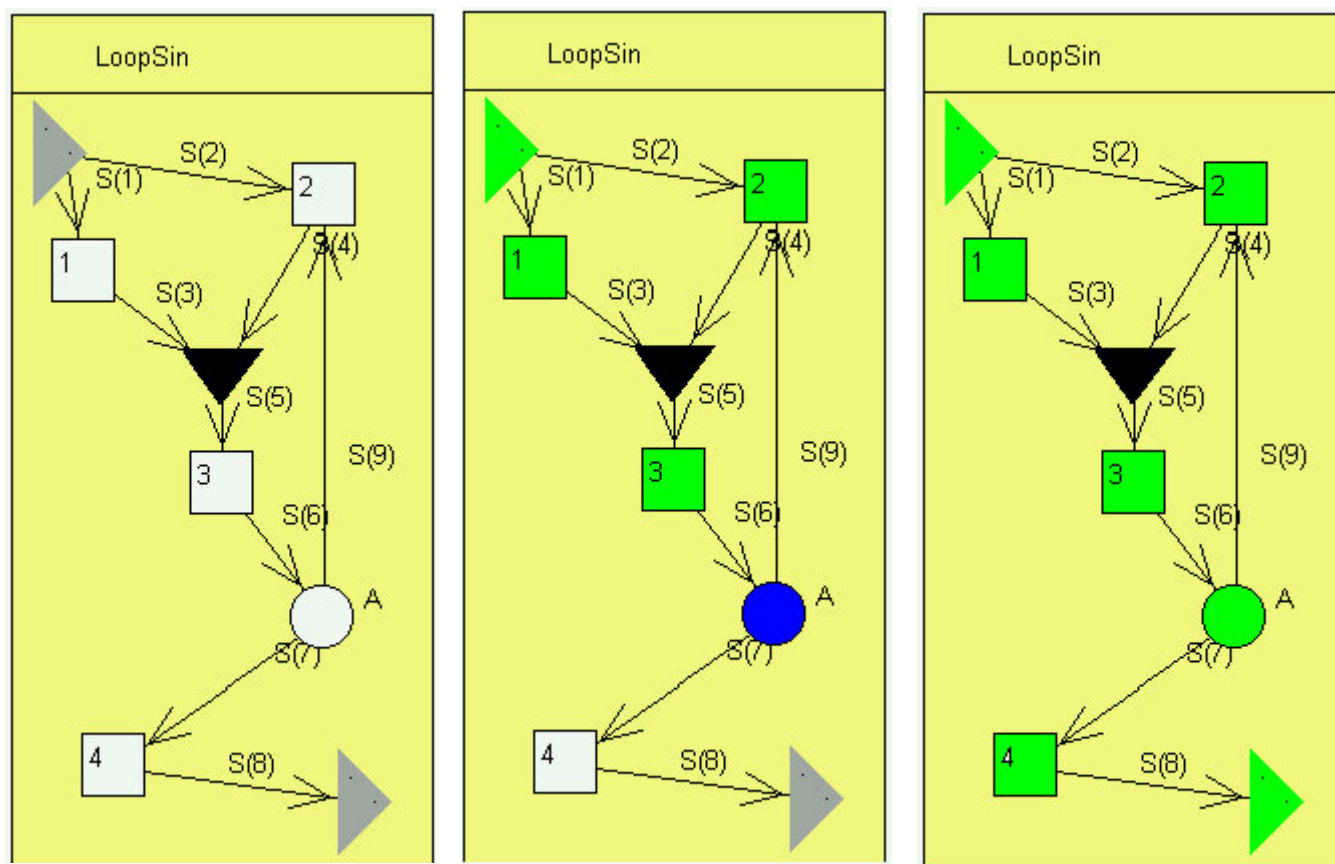 LoopSin
S(2)
S(1)
2
S(4)
1
S(3)
S(5)
S(9)
3
S(6)
A
S(7)
4
S(8)
LoopSin
S(2)
S(1)
2
S(4)
1
S(3)
S(5)
S(9)
3
S(6)
A
S(7)
4
S(8)
LoopSin
S(2)
S(1)
2
S(4)
1
S(3)
S(5)
S(9)
3
S(6)
A
S(7)
4
S(8)